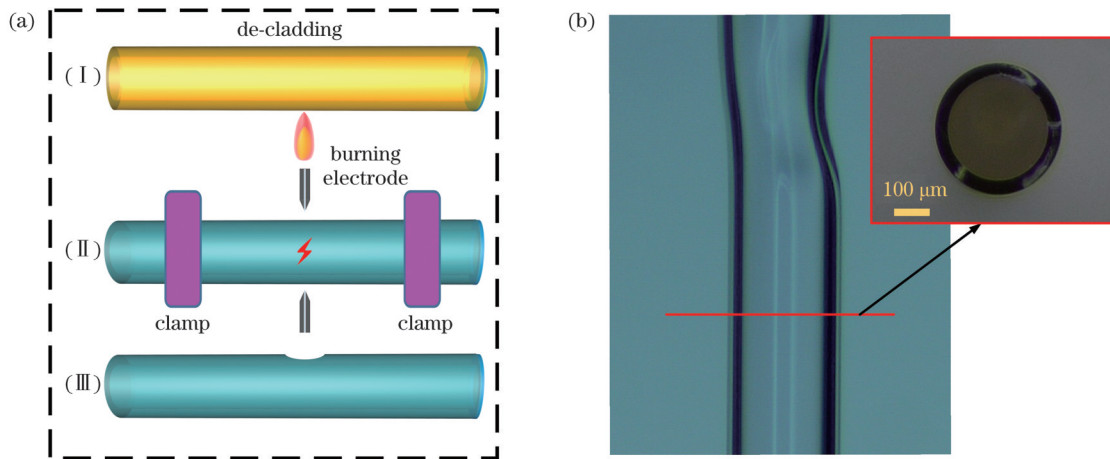 (a)
de-cladding
(Ⅰ)
burning
electrode
(Ⅱ)
clamp
clamp
(Ⅲ)
(b)
100 μm